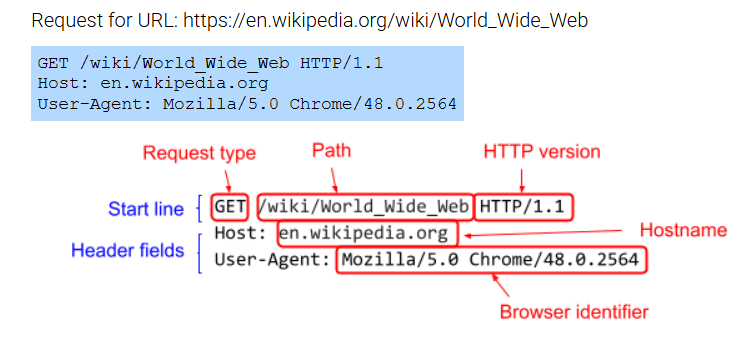 Request for URL: https://en.wikipedia.org/wiki/World_Wide_Web
GET /wiki/World_Wide_Web HTTP/1.1
Host: en.wikipedia.org
User-Agent: Mozilla/5.0 Chrome/48.0.2564
Request type Path HTTP version
Start line GET /wiki/World_Wide_Web HTTP/1.1
Host: en.wikipedia.org Hostname
Header fields
User-Agent: Mozilla/5.0 Chrome/48.0.2564
Browser identifier